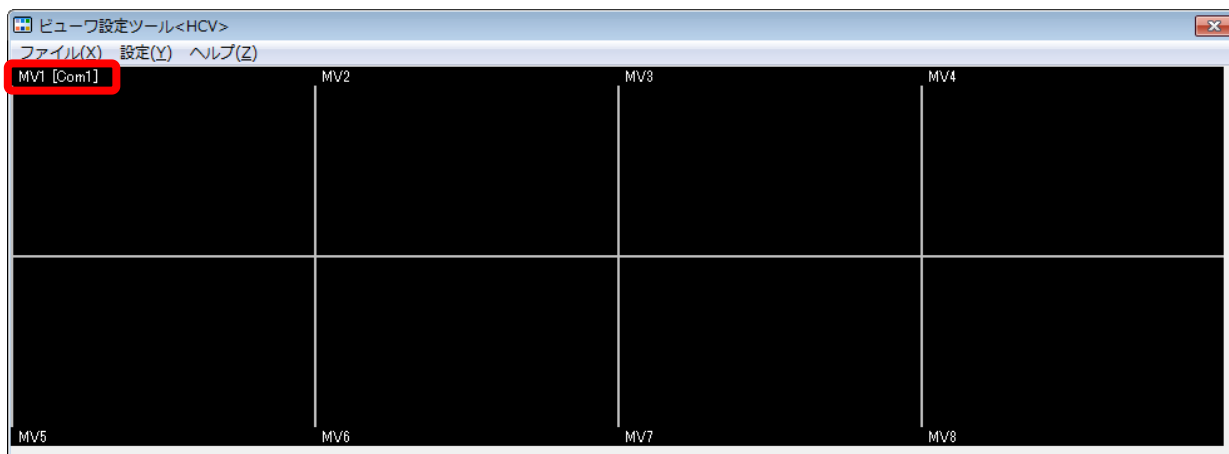 ビューワ設定ツール<HCV>
ファイル(X) 設定(Y) ヘルプ(Z)
MV1 [Com1] MV2 MV3 MV4
MV5 MV6 MV7 MV8